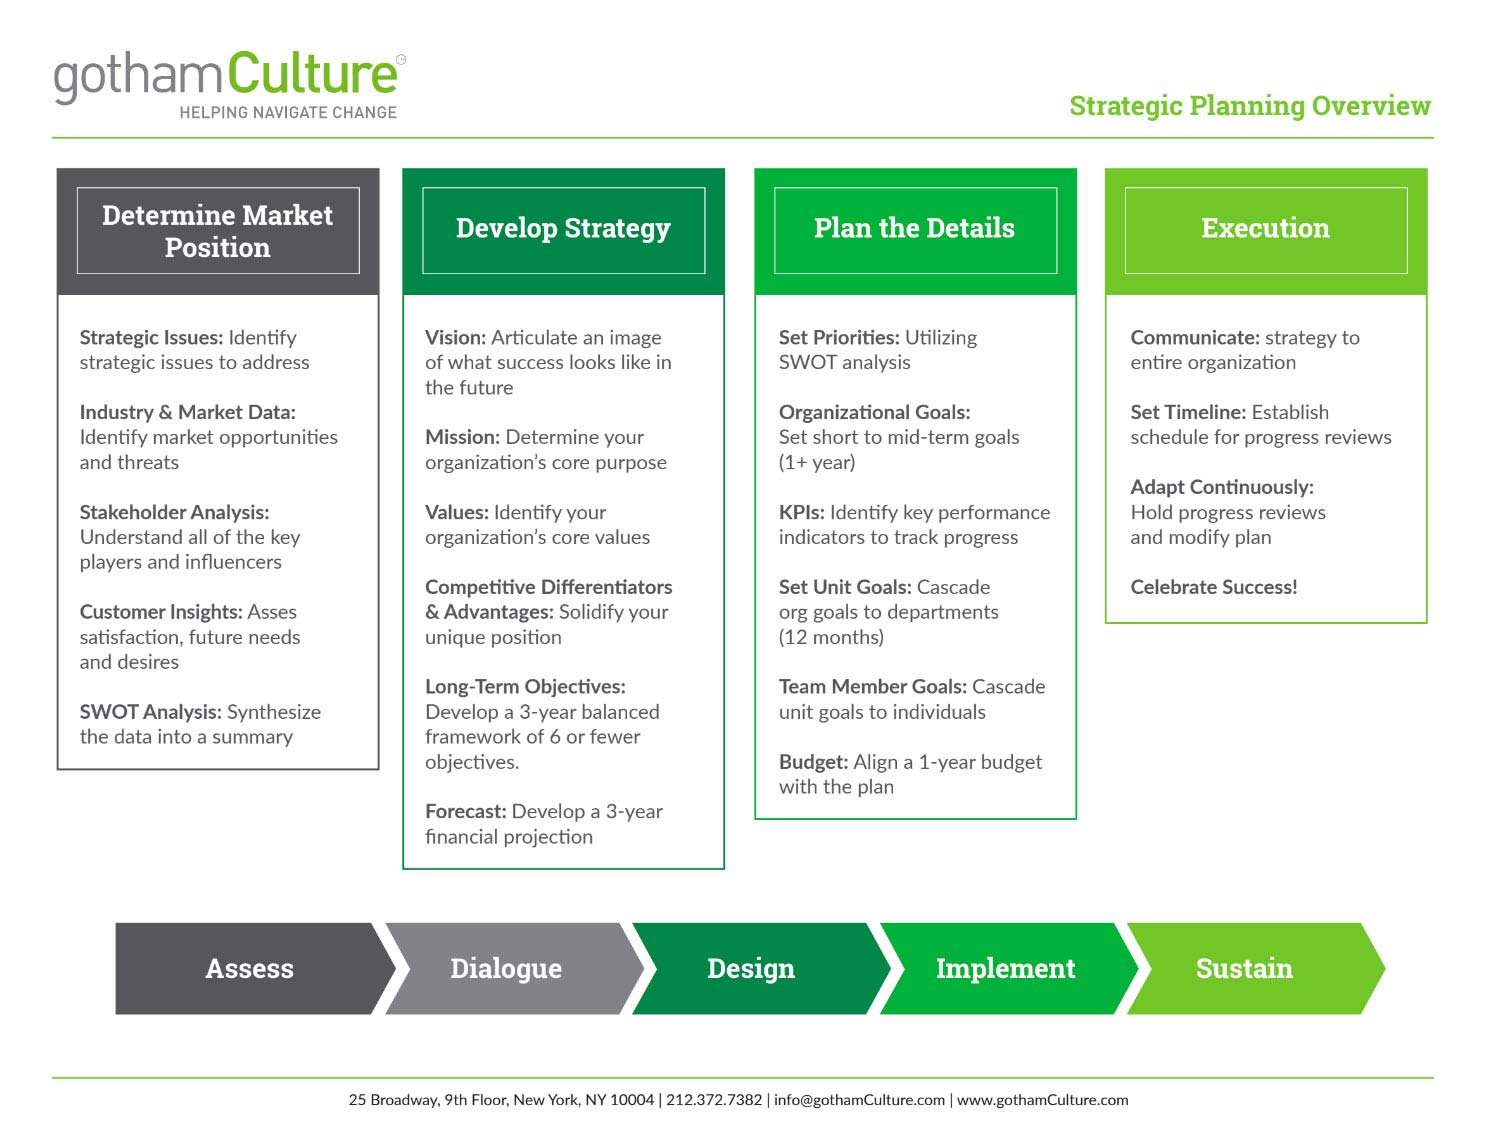 gothamCulture
HELPING NAVIGATE CHANGE
Strategic Planning Overview
Determine Market
Position
Strategic Issues: Identify
strategic issues to address
Industry & Market Data:
Identify market opportunities
and threats
Stakeholder Analysis:
Understand all of the key
players and influencers
Customer Insights: Asses
satisfaction, future needs
and desires
SWOT Analysis: Synthesize
the data into a summary
Develop Strategy
Vision: Articulate an image
of what success looks like in
the future
Mission: Determine your
organization's core purpose
Values: Identify your
organization's core values
Competitive Differentiators
& Advantages: Solidify your
unique position
Long-Term Objectives:
Develop a 3-year balanced
framework of 6 or fewer
objectives.
Forecast: Develop a 3-year
financial projection
Plan the Details
Set Priorities: Utilizing
SWOT analysis
Organizational Goals:
Set short to mid-term goals
(1+ year)
KPIs: Identify key performance
indicators to track progress
Set Unit Goals: Cascade
org goals to departments
(12 months)
Team Member Goals: Cascade
unit goals to individuals
Budget: Align a 1-year budget
with the plan
Execution
Communicate: strategy to
entire organization
Set Timeline: Establish
schedule for progress reviews
Adapt Continuously:
Hold progress reviews
and modify plan
Celebrate Success!
Assess
Dialogue
Design
Implement
Sustain
25 Broadway, 9th Floor, New York, NY 10004 | 212.372.7382 | info@gothamCulture.com | www.gothamCulture.com